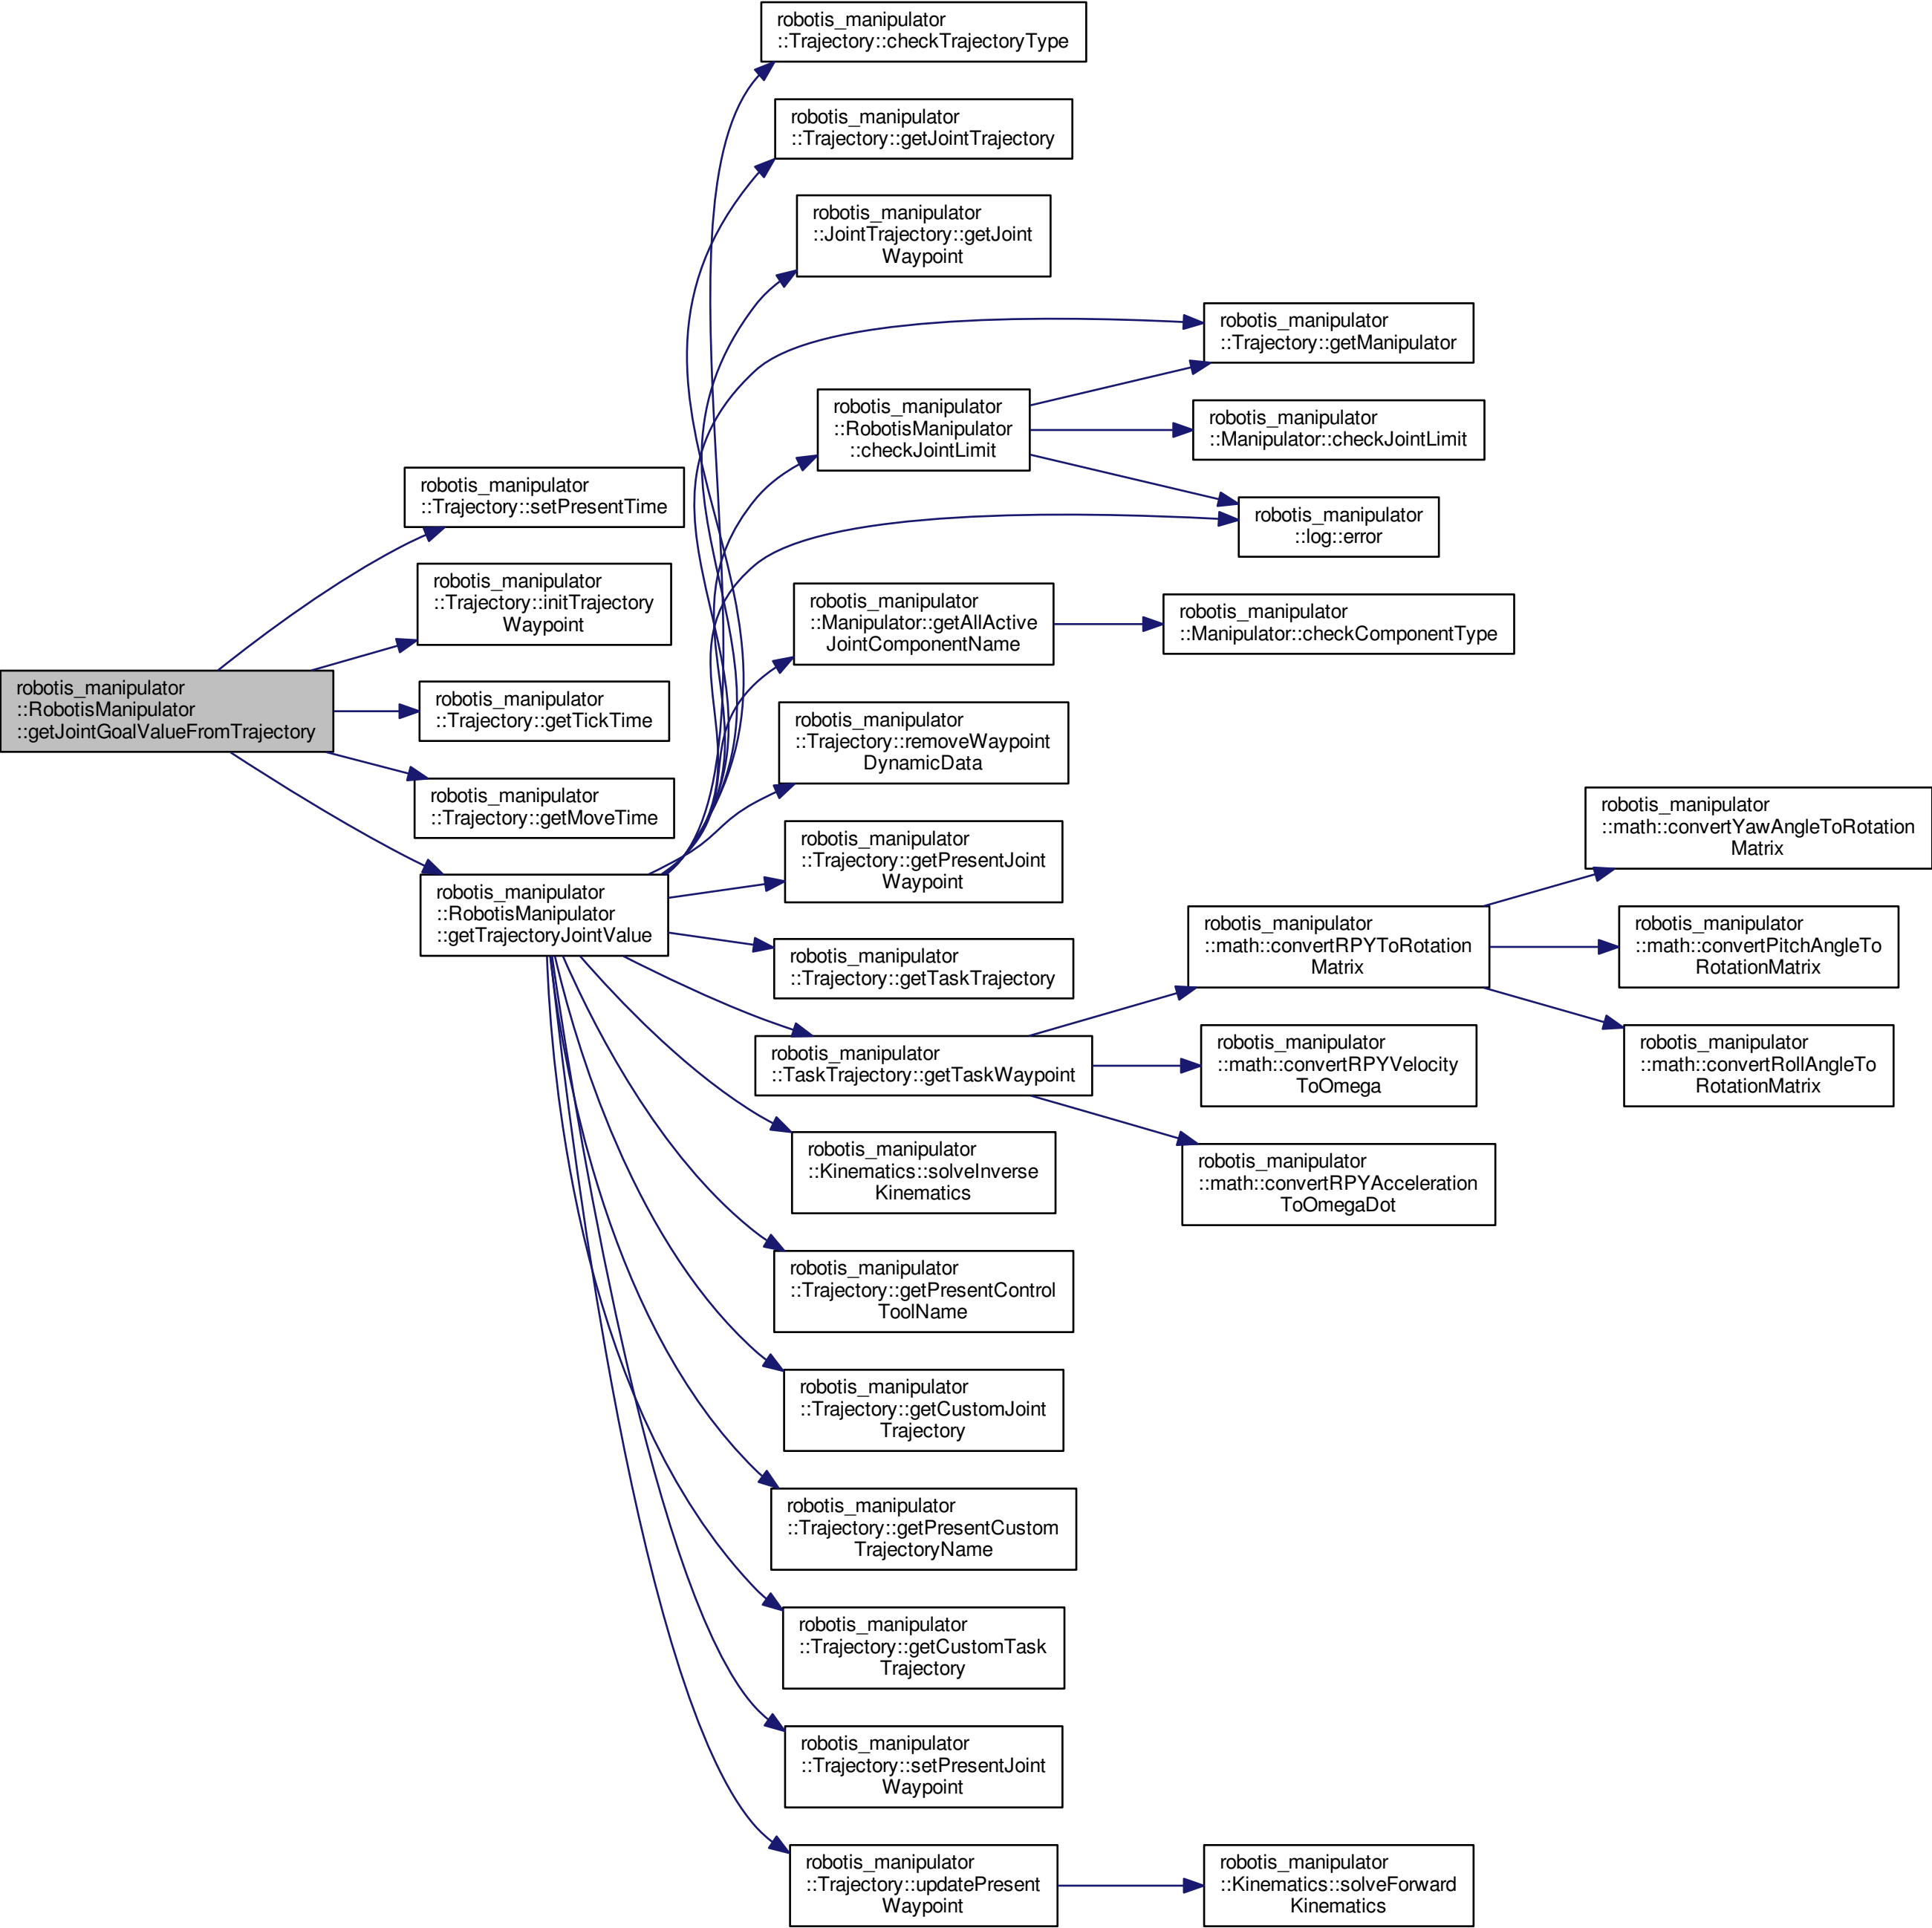 robotis_manipulator
::RobotisManipulator
::getJointGoalValueFromTrajectory
robotis_manipulator
::Trajectory::setPresentTime
robotis_manipulator
::Trajectory::initTrajectory
Waypoint
robotis_manipulator
::Trajectory::getTickTime
robotis_manipulator
::Trajectory::getMoveTime
robotis_manipulator
::RobotisManipulator
::getTrajectoryJointValue
robotis_manipulator
::Trajectory::checkTrajectoryType
robotis_manipulator
::Trajectory::getJointTrajectory
robotis_manipulator
::JointTrajectory::getJoint
Waypoint
robotis_manipulator
::RobotisManipulator
::checkJointLimit
robotis_manipulator
::Manipulator::getAllActive
JointComponentName
robotis_manipulator
::Trajectory::removeWaypoint
DynamicData
robotis_manipulator
::Trajectory::getPresentJoint
Waypoint
robotis_manipulator
::Trajectory::getTaskTrajectory
robotis_manipulator
::TaskTrajectory::getTaskWaypoint
robotis_manipulator
::Kinematics::solveInverse
Kinematics
robotis_manipulator
::Trajectory::getPresentControl
ToolName
robotis_manipulator
::Trajectory::getCustomJoint
Trajectory
robotis_manipulator
::Trajectory::getPresentCustom
TrajectoryName
robotis_manipulator
::Trajectory::getCustomTask
Trajectory
robotis_manipulator
::Trajectory::setPresentJoint
Waypoint
robotis_manipulator
::Trajectory::updatePresent
Waypoint
robotis_manipulator
::Trajectory::getManipulator
robotis_manipulator
::Manipulator::checkJointLimit
robotis_manipulator
::log::error
robotis_manipulator
::Manipulator::checkComponentType
robotis_manipulator
::math::convertRPYToRotation
Matrix
robotis_manipulator
::math::convertRPYVelocity
ToOmega
robotis_manipulator
::math::convertRPYAcceleration
ToOmegaDot
robotis_manipulator
::Kinematics::solveForward
Kinematics
robotis_manipulator
::math::convertYawAngleToRotation
Matrix
robotis_manipulator
::math::convertPitchAngleTo
RotationMatrix
robotis_manipulator
::math::convertRollAngleTo
RotationMatrix